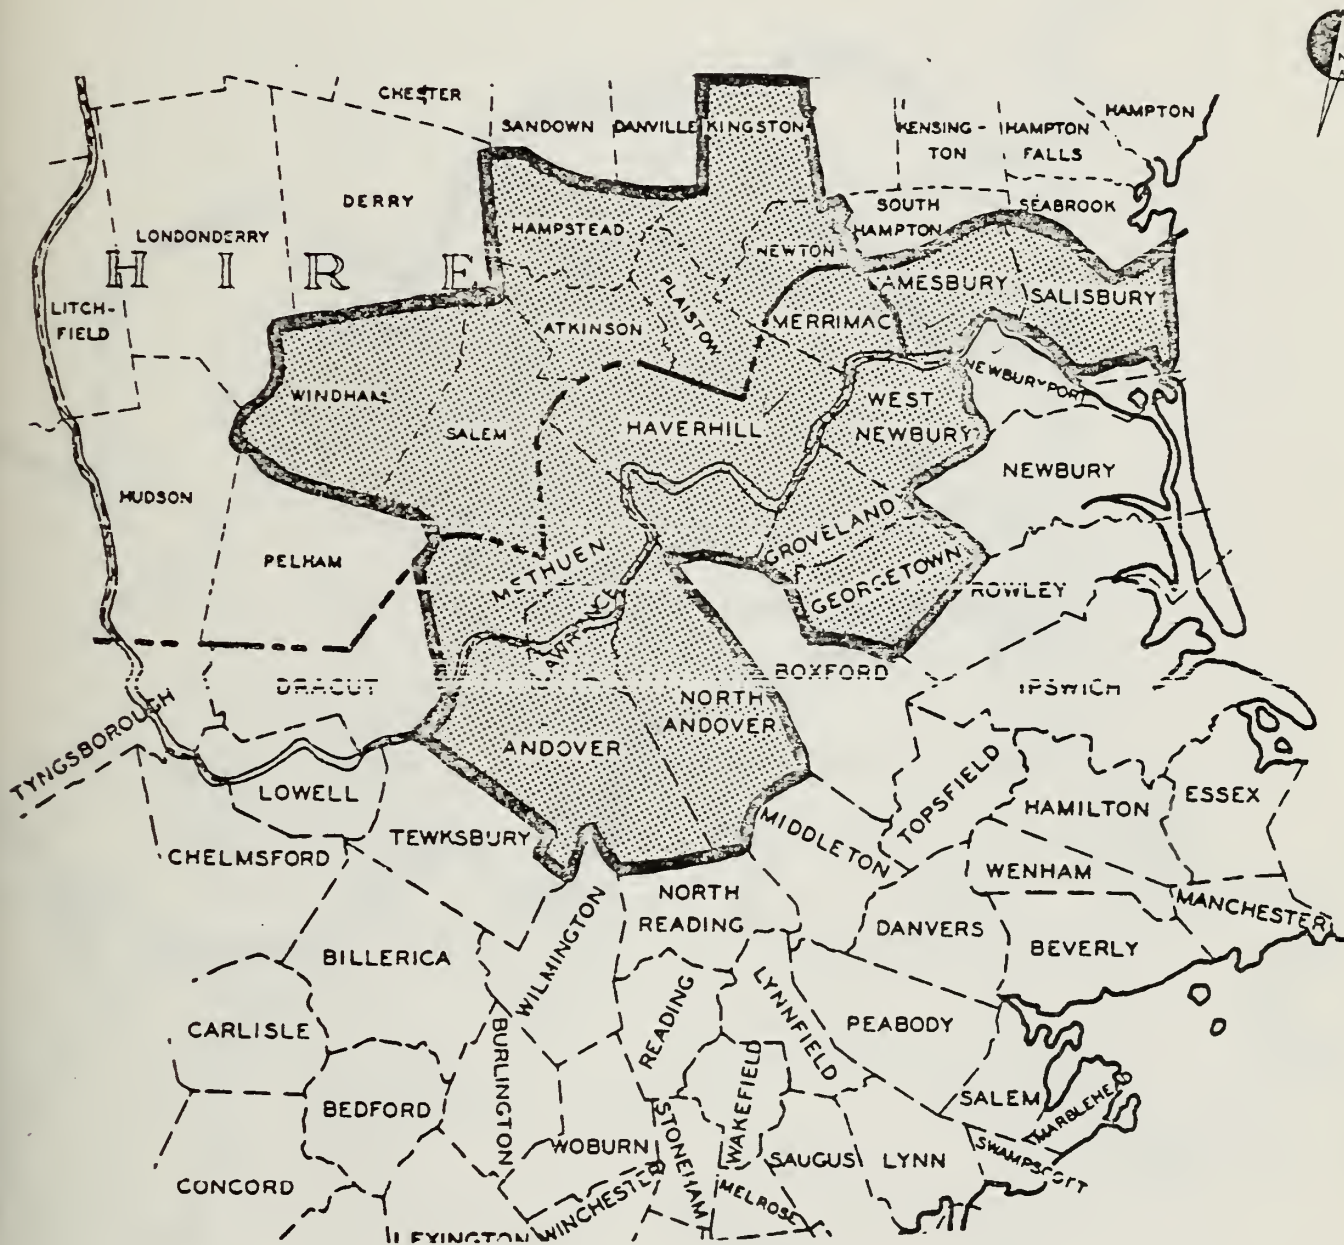 CHESTER
HAMPTON
SANDOWN
DANVILLE
KINGSTON
KENSING-
TON
HAMPTON
FALLS
DERRY
SOUTH
HAMPTON
SEABROOK
LONDONDERRY
HAMPSTEAD
NEWTON
H I R E
AMESBURY
SALISBURY
LITCH-
FIELD
ATKINSON
PLAISTOW
MERRIMAC
WINDHAM
SALEM
HAVERHILL
WEST
NEWBURY
NEWBURYPORT
NEWBURY
HUDSON
PELHAM
METHUEN
GROVELAND
GEORGETOWN
ROWLEY
LAWRENCE
BOXFORD
DRACUT
IPSWICH
TYNGSBOROUGH
NORTH
ANDOVER
ANDOVER
LOWELL
TOPSFIELD
HAMILTON
ESSEX
TEWKSBURY
MIDDLETON
CHELMSFORD
WENHAM
NORTH
READING
MANCHESTER
DANVERS
BEVERLY
BILLERICA
WILMINGTON
READING
LYNNFIELD
CARLISLE
PEABODY
BURLINGTON
WAKEFIELD
BEDFORD
SALEM
MARBLEHEAD
STONEHAM
WOBURN
SAUGUS
LYNN
SWAMPSCOTT
CONCORD
WINCHESTER
MELROSE
LEXINGTON